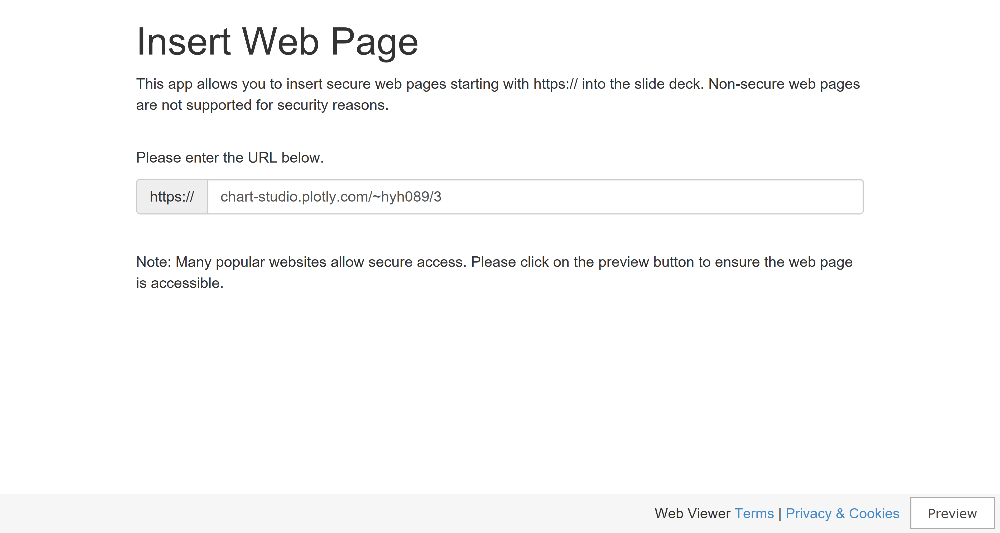 Insert Web Page
This app allows you to insert secure web pages starting with https:// into the slide deck. Non-secure web pages
are not supported for security reasons.
Please enter the URL below.
https:// chart-studio.plotly.com/~hyh089/3
Note: Many popular websites allow secure access. Please click on the preview button to ensure the web page
is accessible.
Web Viewer Terms | Privacy & Cookies Preview